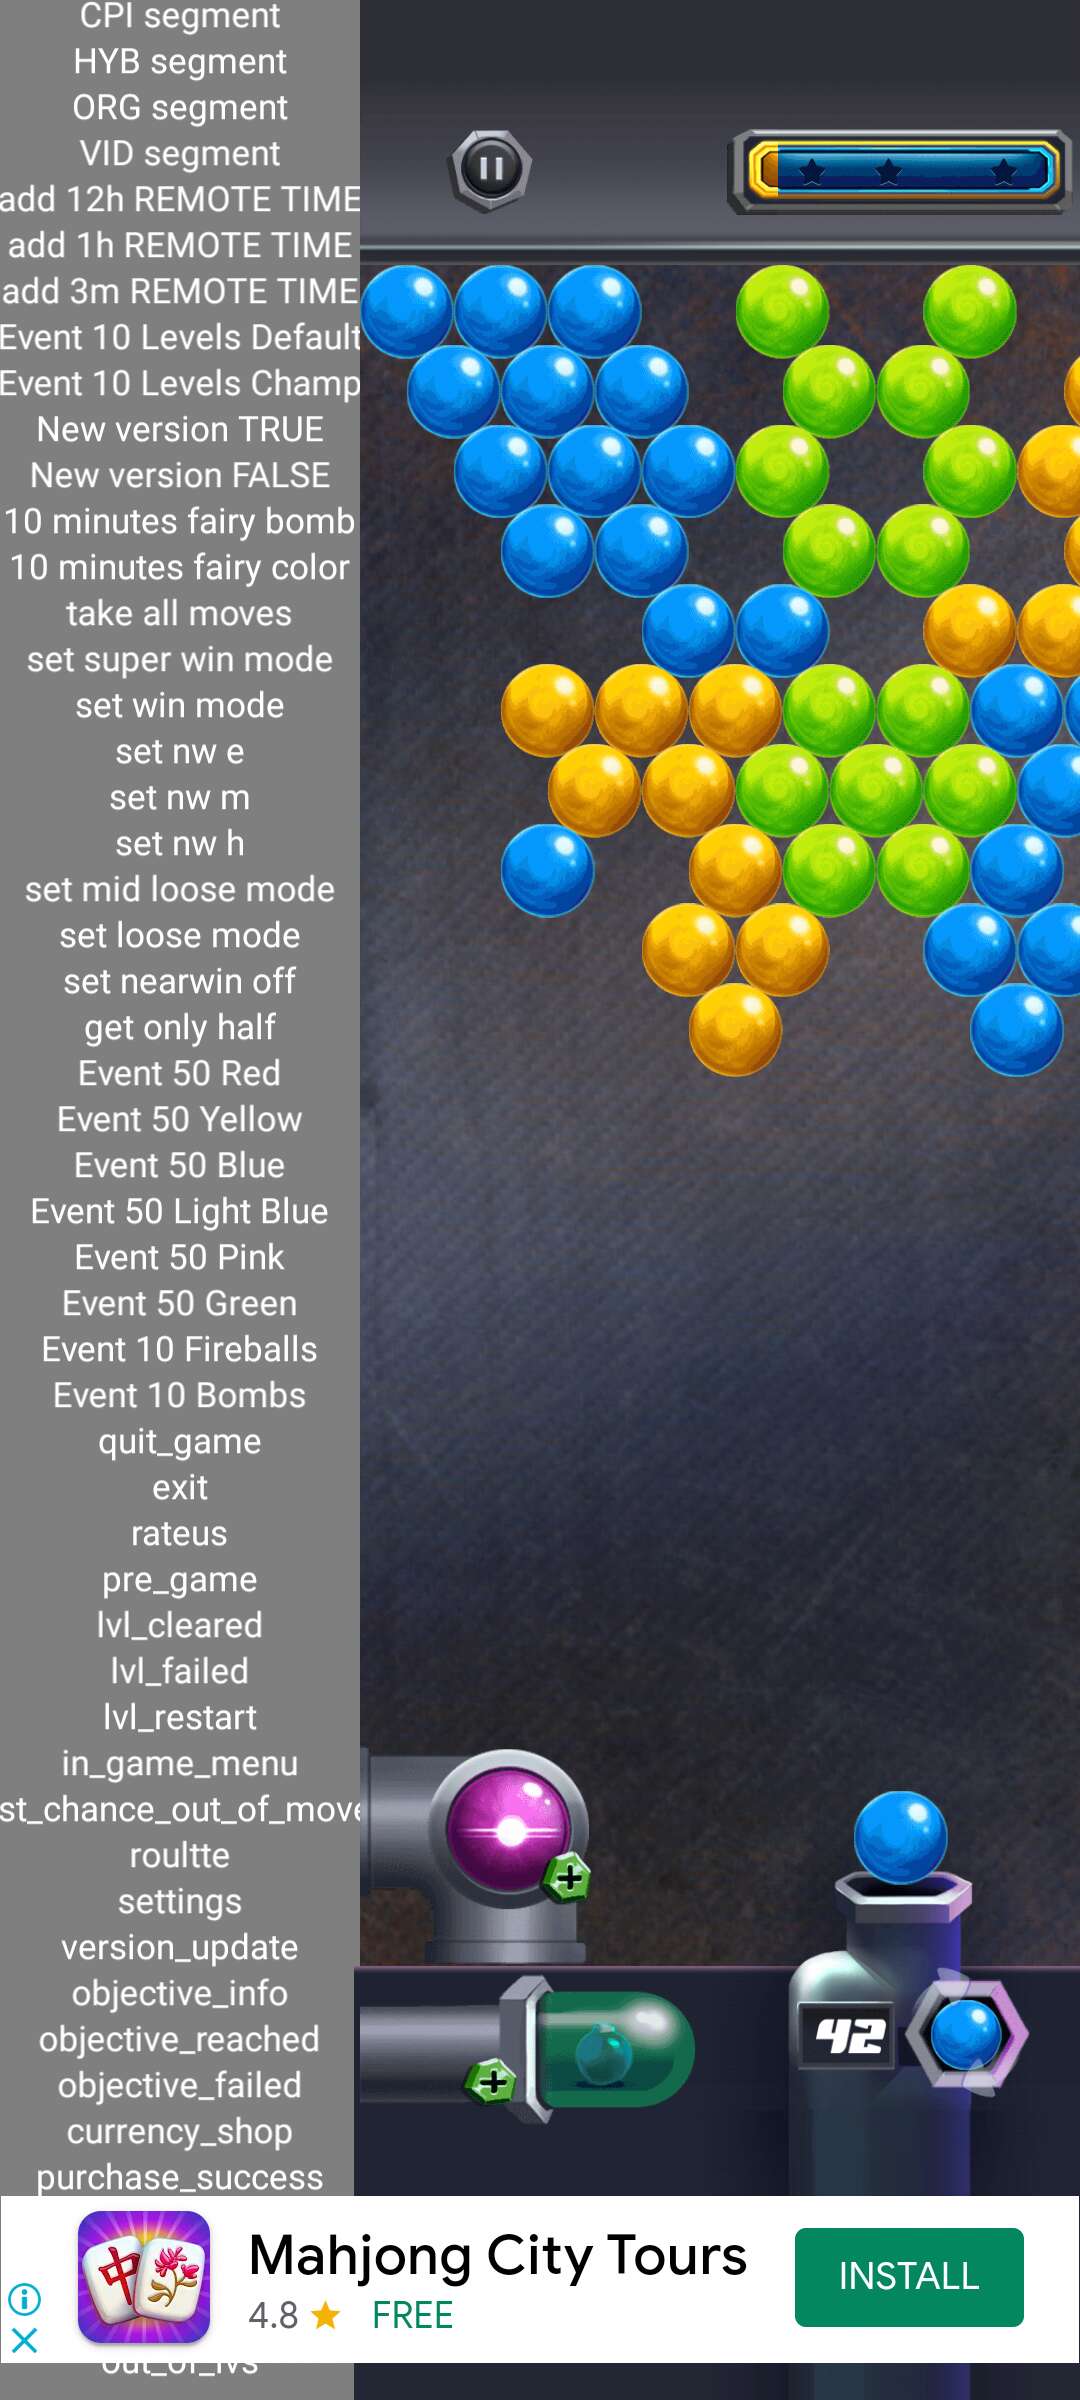 CPI segment
HYB segment
ORG segment
VID segment
add 12h REMOTE TIME
add 1h REMOTE TIME
add 3m REMOTE TIME
Event 10 Levels Default
Event 10 Levels Champ
New version TRUE
New version FALSE
10 minutes fairy bomb
10 minutes fairy color
take all moves
set super win mode
set win mode
set nw e
set nw m
set nw h
set mid loose mode
set loose mode
set nearwin off
get only half
Event 50 Red
Event 50 Yellow
Event 50 Blue
Event 50 Light Blue
Event 50 Pink
Event 50 Green
Event 10 Fireballs
Event 10 Bombs
quit_game
exit
rateus
pre_game
lvl_cleared
lvl_failed
lvl_restart
in_game_menu
st_chance_out_of_move
roultte
settings
version_update
objective_info
objective_reached
objective_failed
currency_shop
purchase_success
42
中
Mahjong City Tours
4.8 FREE
INSTALL
out_of_lvs